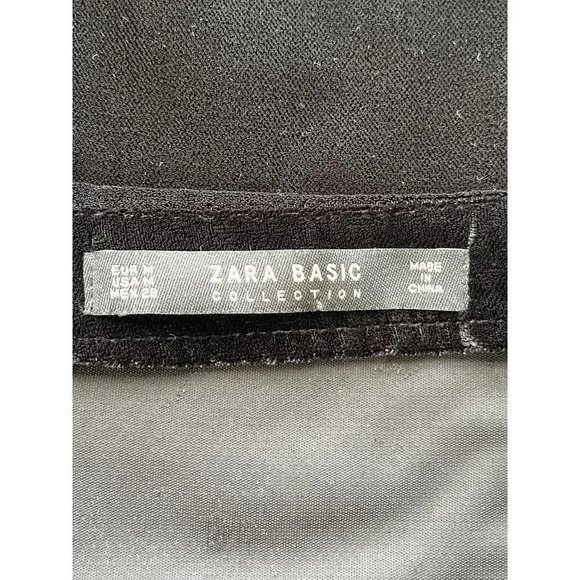 EUR M
USA M
MEX 28
ZARA BASIC
COLLECTION
MADE
IN
CHINA